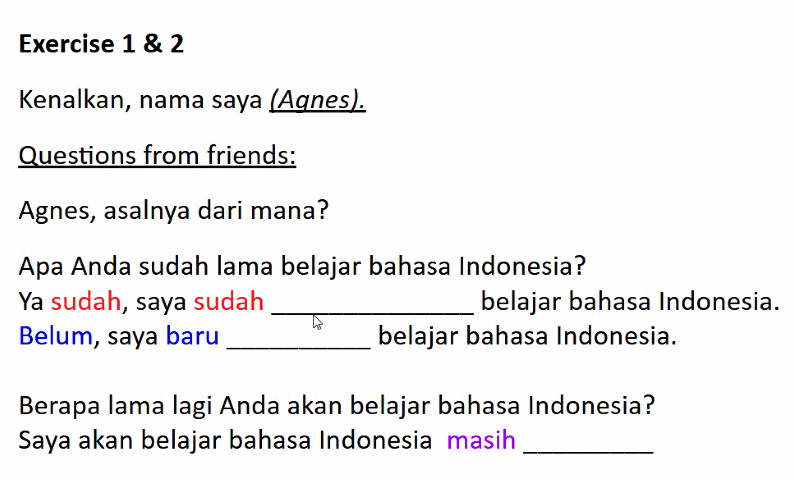 Exercise 1 & 2
Kenalkan, nama saya (Agnes).
Questions from friends:
Agnes, asalnya dari mana?
Apa Anda sudah lama belajar bahasa Indonesia?
Ya sudah, saya sudah _______________ belajar bahasa Indonesia.
Belum, saya baru __________ belajar bahasa Indonesia.
Berapa lama lagi Anda akan belajar bahasa Indonesia?
Saya akan belajar bahasa Indonesia masih _________